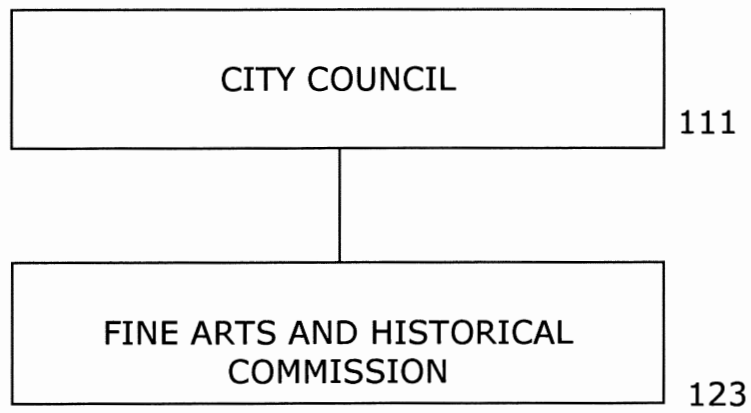 CITY COUNCIL
111
FINE ARTS AND HISTORICAL
COMMISSION
123